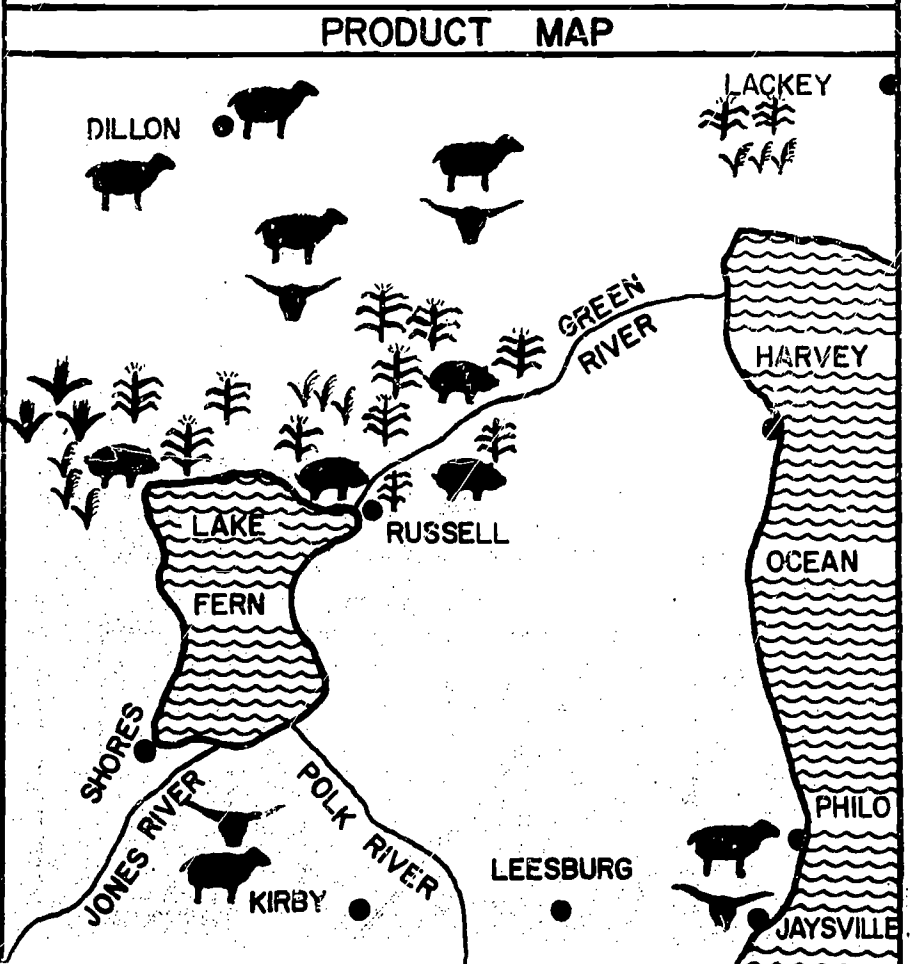 PRODUCT MAP
LACKEY
DILLON
GREEN
RIVER
HARVEY
LAKE
RUSSELL
OCEAN
FERN
SHORES
JONES RIVER
POLK RIVER
PHILO
LEESBURG
KIRBY
JAYSVILLE